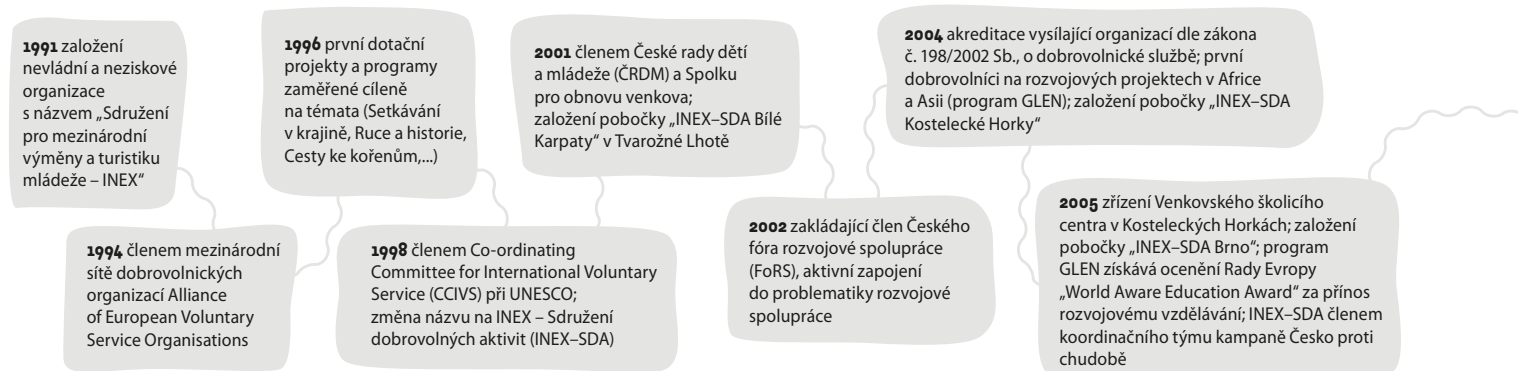 1991 založení
nevládní a neziskové
organizace
s názvem „Sdružení
pro mezinárodní
výměny a turistiku
mládeže – INEX“
1994 členem mezinárodní
sítě dobrovolnických
organizací Alliance
of European Voluntary
Service Organisations
1996 první dotační
projekty a programy
zaměřené cíleně
na témata (Setkávání
v krajině, Ruce a historie,
Cesty ke kořenům,...)
1998 členem Co-ordinating
Committee for International Voluntary
Service (CCIVS) při UNESCO;
změna názvu na INEX – Sdružení
dobrovolných aktivit (INEX–SDA)
2001 členem České rady dětí
a mládeže (ČRDM) a Spolku
pro obnovu venkova;
založení pobočky „INEX–SDA Bílé
Karpaty“ v Tvarožné Lhotě
2002 zakládající člen Českého
fóra rozvojové spolupráce
(FoRS), aktivní zapojení
do problematiky rozvojové
spolupráce
2004 akreditace vysílající organizací dle zákona
č. 198/2002 Sb., o dobrovolnické službě; první
dobrovolníci na rozvojových projektech v Africe
a Asii (program GLEN); založení pobočky „INEX–SDA
Kostelecké Horky“
2005 zřízení Venkovského školicího
centra v Kosteleckých Horkách; založení
pobočky „INEX–SDA Brno“; program
GLEN získává ocenění Rady Evropy
„World Aware Education Award“ za přínos
rozvojovému vzdělávání; INEX–SDA členem
koordinačního týmu kampaně Česko proti
chudobě